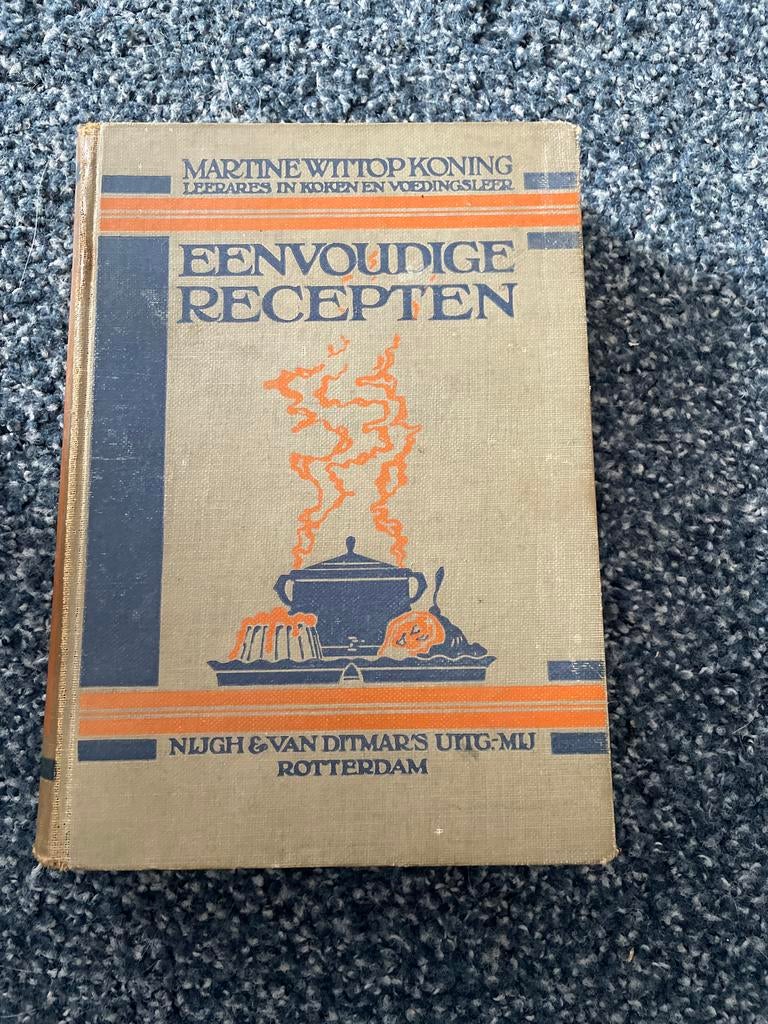 MARTINE WITTOP KONING
LEERARES IN KOKEN EN VOEDINGSLEER
EENVOUDIGE
RECEPTEN
NIJGH & VAN DITMAR'S UITG.-MIJ
ROTTERDAM